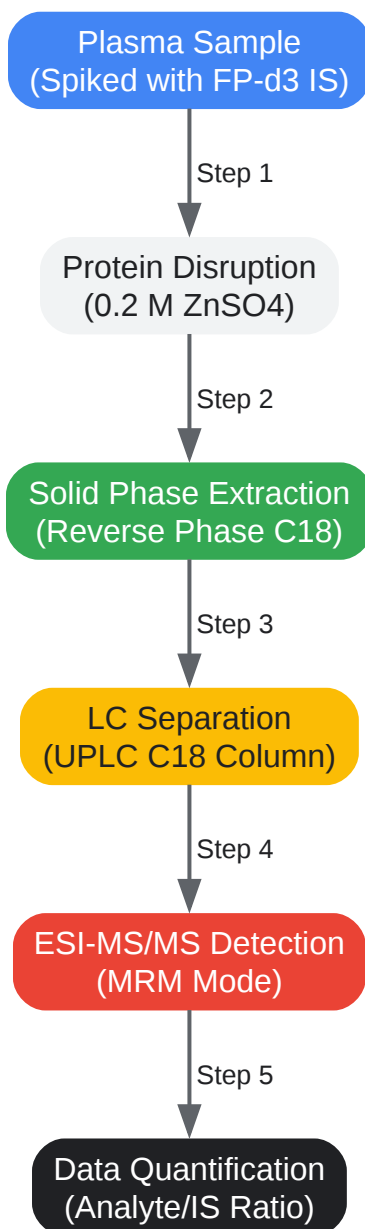 Plasma Sample
(Spiked with FP-d3 IS)
Step 1
Protein Disruption
(0.2 M ZnSO4)
Step 2
Solid Phase Extraction
(Reverse Phase C18)
Step 3
LC Separation
(UPLC C18 Column)
Step 4
ESI-MS/MS Detection
(MRM Mode)
Step 5
Data Quantification
(Analyte/IS Ratio)